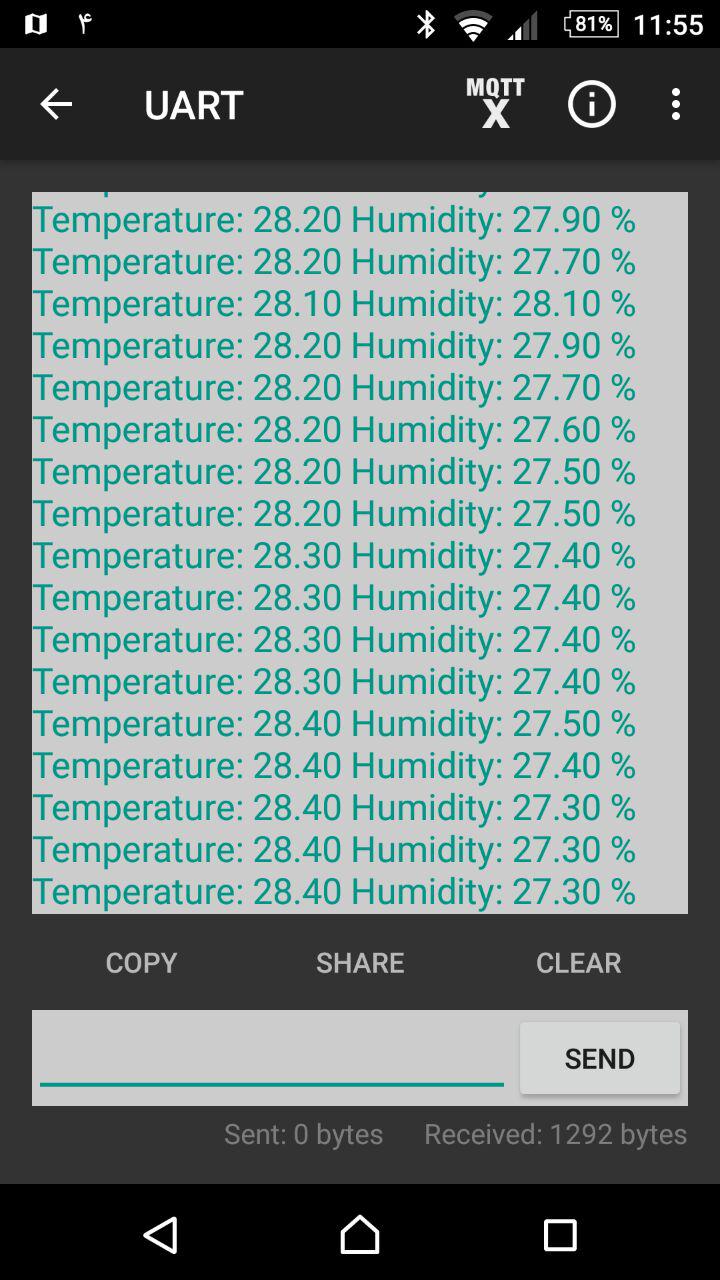 ۴
81%
11:55
UART
MQTT
X
Temperature: 28.20 Humidity: 27.90 %
Temperature: 28.20 Humidity: 27.70 %
Temperature: 28.10 Humidity: 28.10 %
Temperature: 28.20 Humidity: 27.90 %
Temperature: 28.20 Humidity: 27.70 %
Temperature: 28.20 Humidity: 27.60 %
Temperature: 28.20 Humidity: 27.50 %
Temperature: 28.20 Humidity: 27.50 %
Temperature: 28.30 Humidity: 27.40 %
Temperature: 28.30 Humidity: 27.40 %
Temperature: 28.30 Humidity: 27.40 %
Temperature: 28.30 Humidity: 27.40 %
Temperature: 28.40 Humidity: 27.50 %
Temperature: 28.40 Humidity: 27.40 %
Temperature: 28.40 Humidity: 27.30 %
Temperature: 28.40 Humidity: 27.30 %
Temperature: 28.40 Humidity: 27.30 %
COPY SHARE CLEAR
SEND
Sent: 0 bytes Received: 1292 bytes